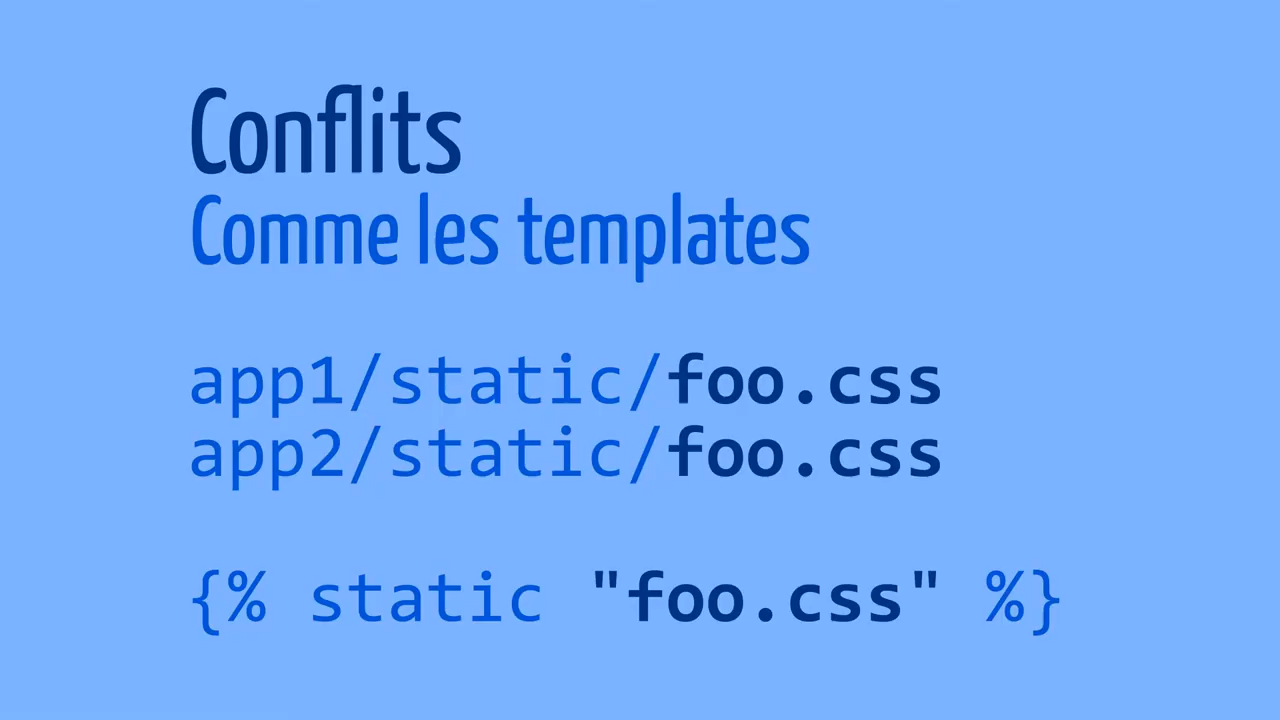 Conflits
Comme les templates
app1/static/foo.css
app2/static/foo.css
{% static "foo.css" %}